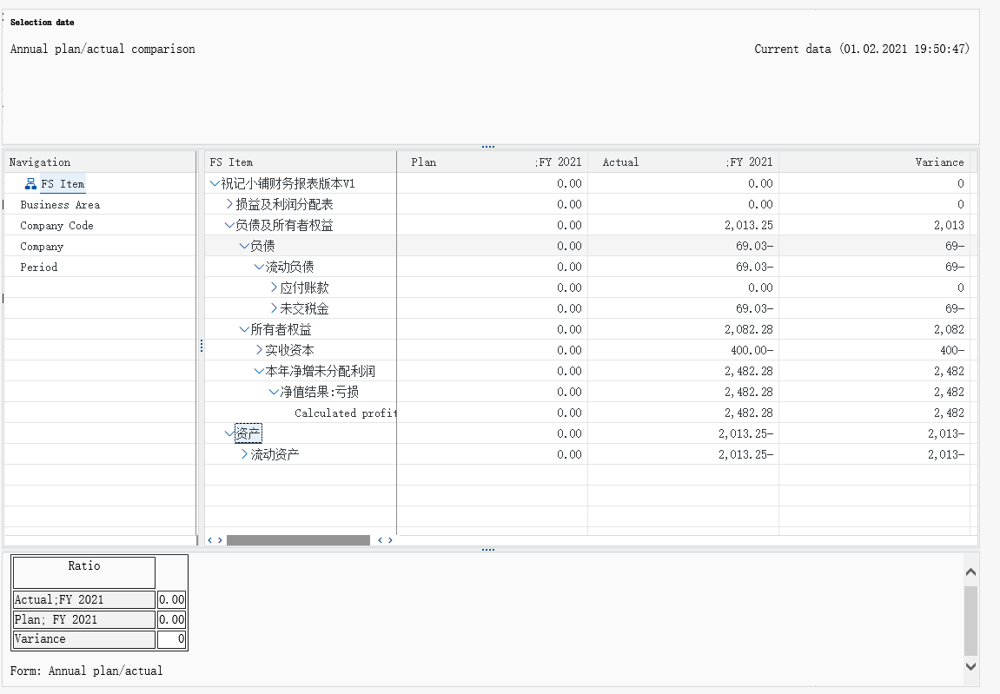 Selection date
Annual plan/actual comparison Current data (01.02.2021 19:50:47)
Navigation FS Item Plan ;FY 2021 Actual ;FY 2021 Variance
FS Item 祝记小铺财务报表版本V1 0.00 0.00 0
Business Area 损益及利润分配表 0.00 0.00 0
Company Code 负债及所有者权益 0.00 2,013.25 2,013
Company 负债 0.00 69.03- 69-
Period 流动负债 0.00 69.03- 69-
应付账款 0.00 0.00 0
未交税金 0.00 69.03- 69-
所有者权益 0.00 2,082.28 2,082
实收资本 0.00 400.00- 400-
本年净增未分配利润 0.00 2,482.28 2,482
净值结果:亏损 0.00 2,482.28 2,482
Calculated profit 0.00 2,482.28 2,482
资产 0.00 2,013.25- 2,013-
流动资产 0.00 2,013.25- 2,013-
Ratio
Actual;FY 2021 0.00
Plan; FY 2021 0.00
Variance 0
Form: Annual plan/actual